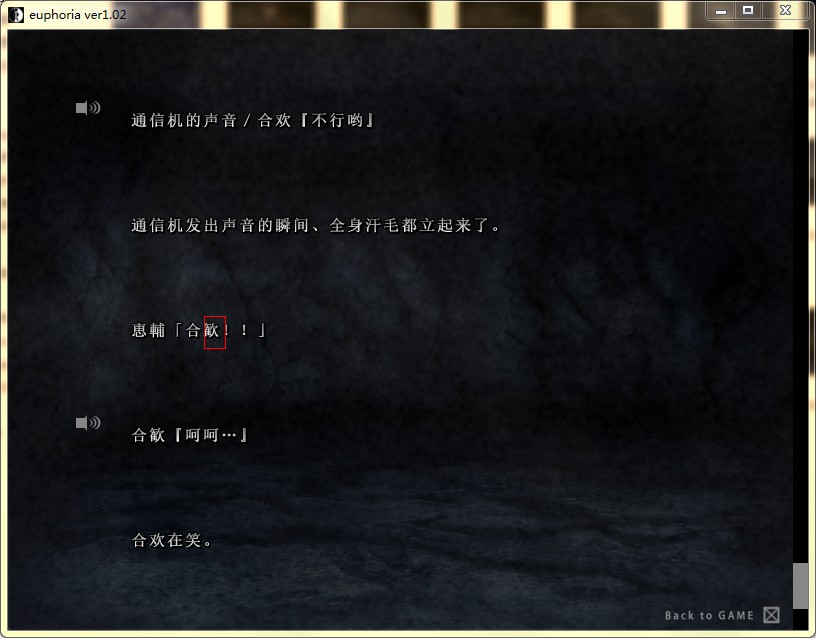 euphoria ver1.02
通信机的声音/合欢『不行哟』
通信机发出声音的瞬间、全身汗毛都立起来了。
惠輔「合歓！！」
合歓『呵呵…』
合欢在笑。
Back to GAME